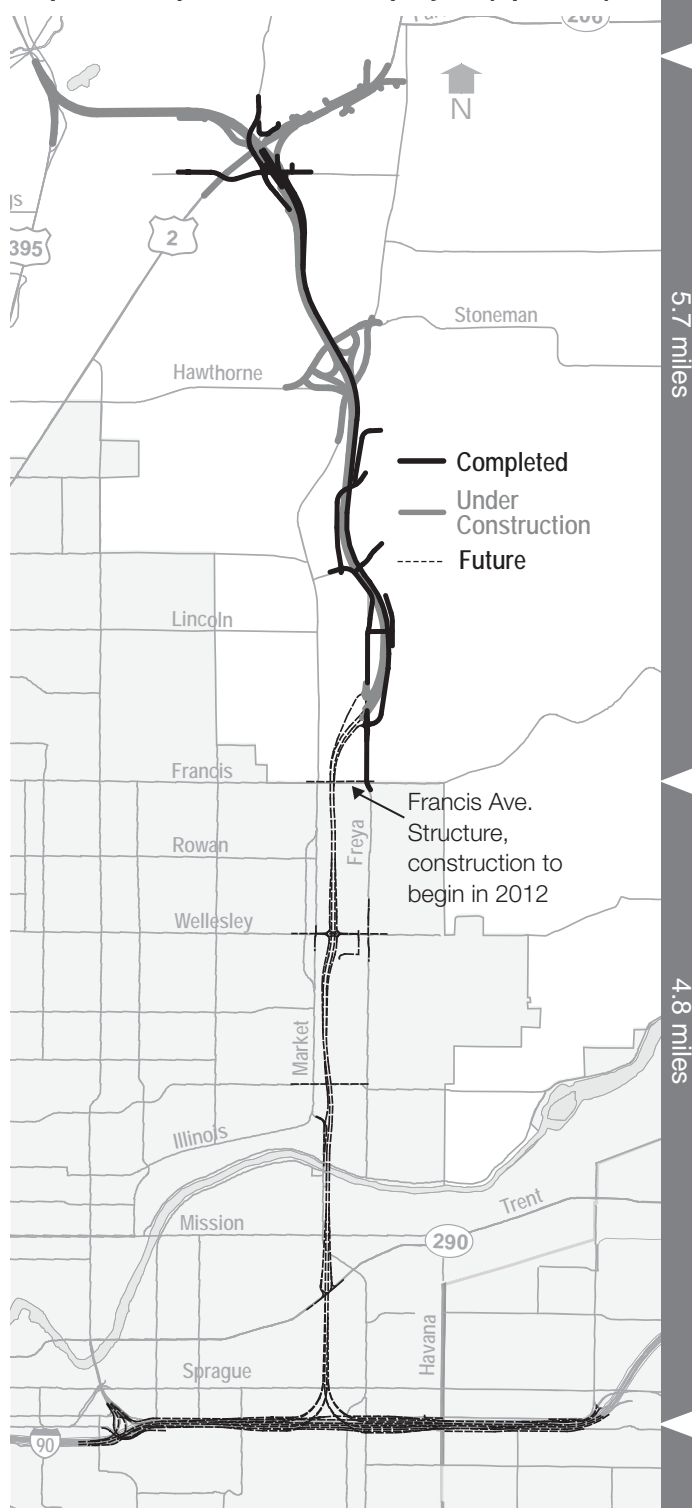 206
N
395
2
Stoneman
Hawthorne
5.7 miles
Completed
Under
Construction
Future
Lincoln
Francis
Francis Ave.
Structure,
construction to
begin in 2012
Rowan
Freya
Wellesley
4.8 miles
Market
Illinois
Trent
Mission
290
Havana
Sprague
90